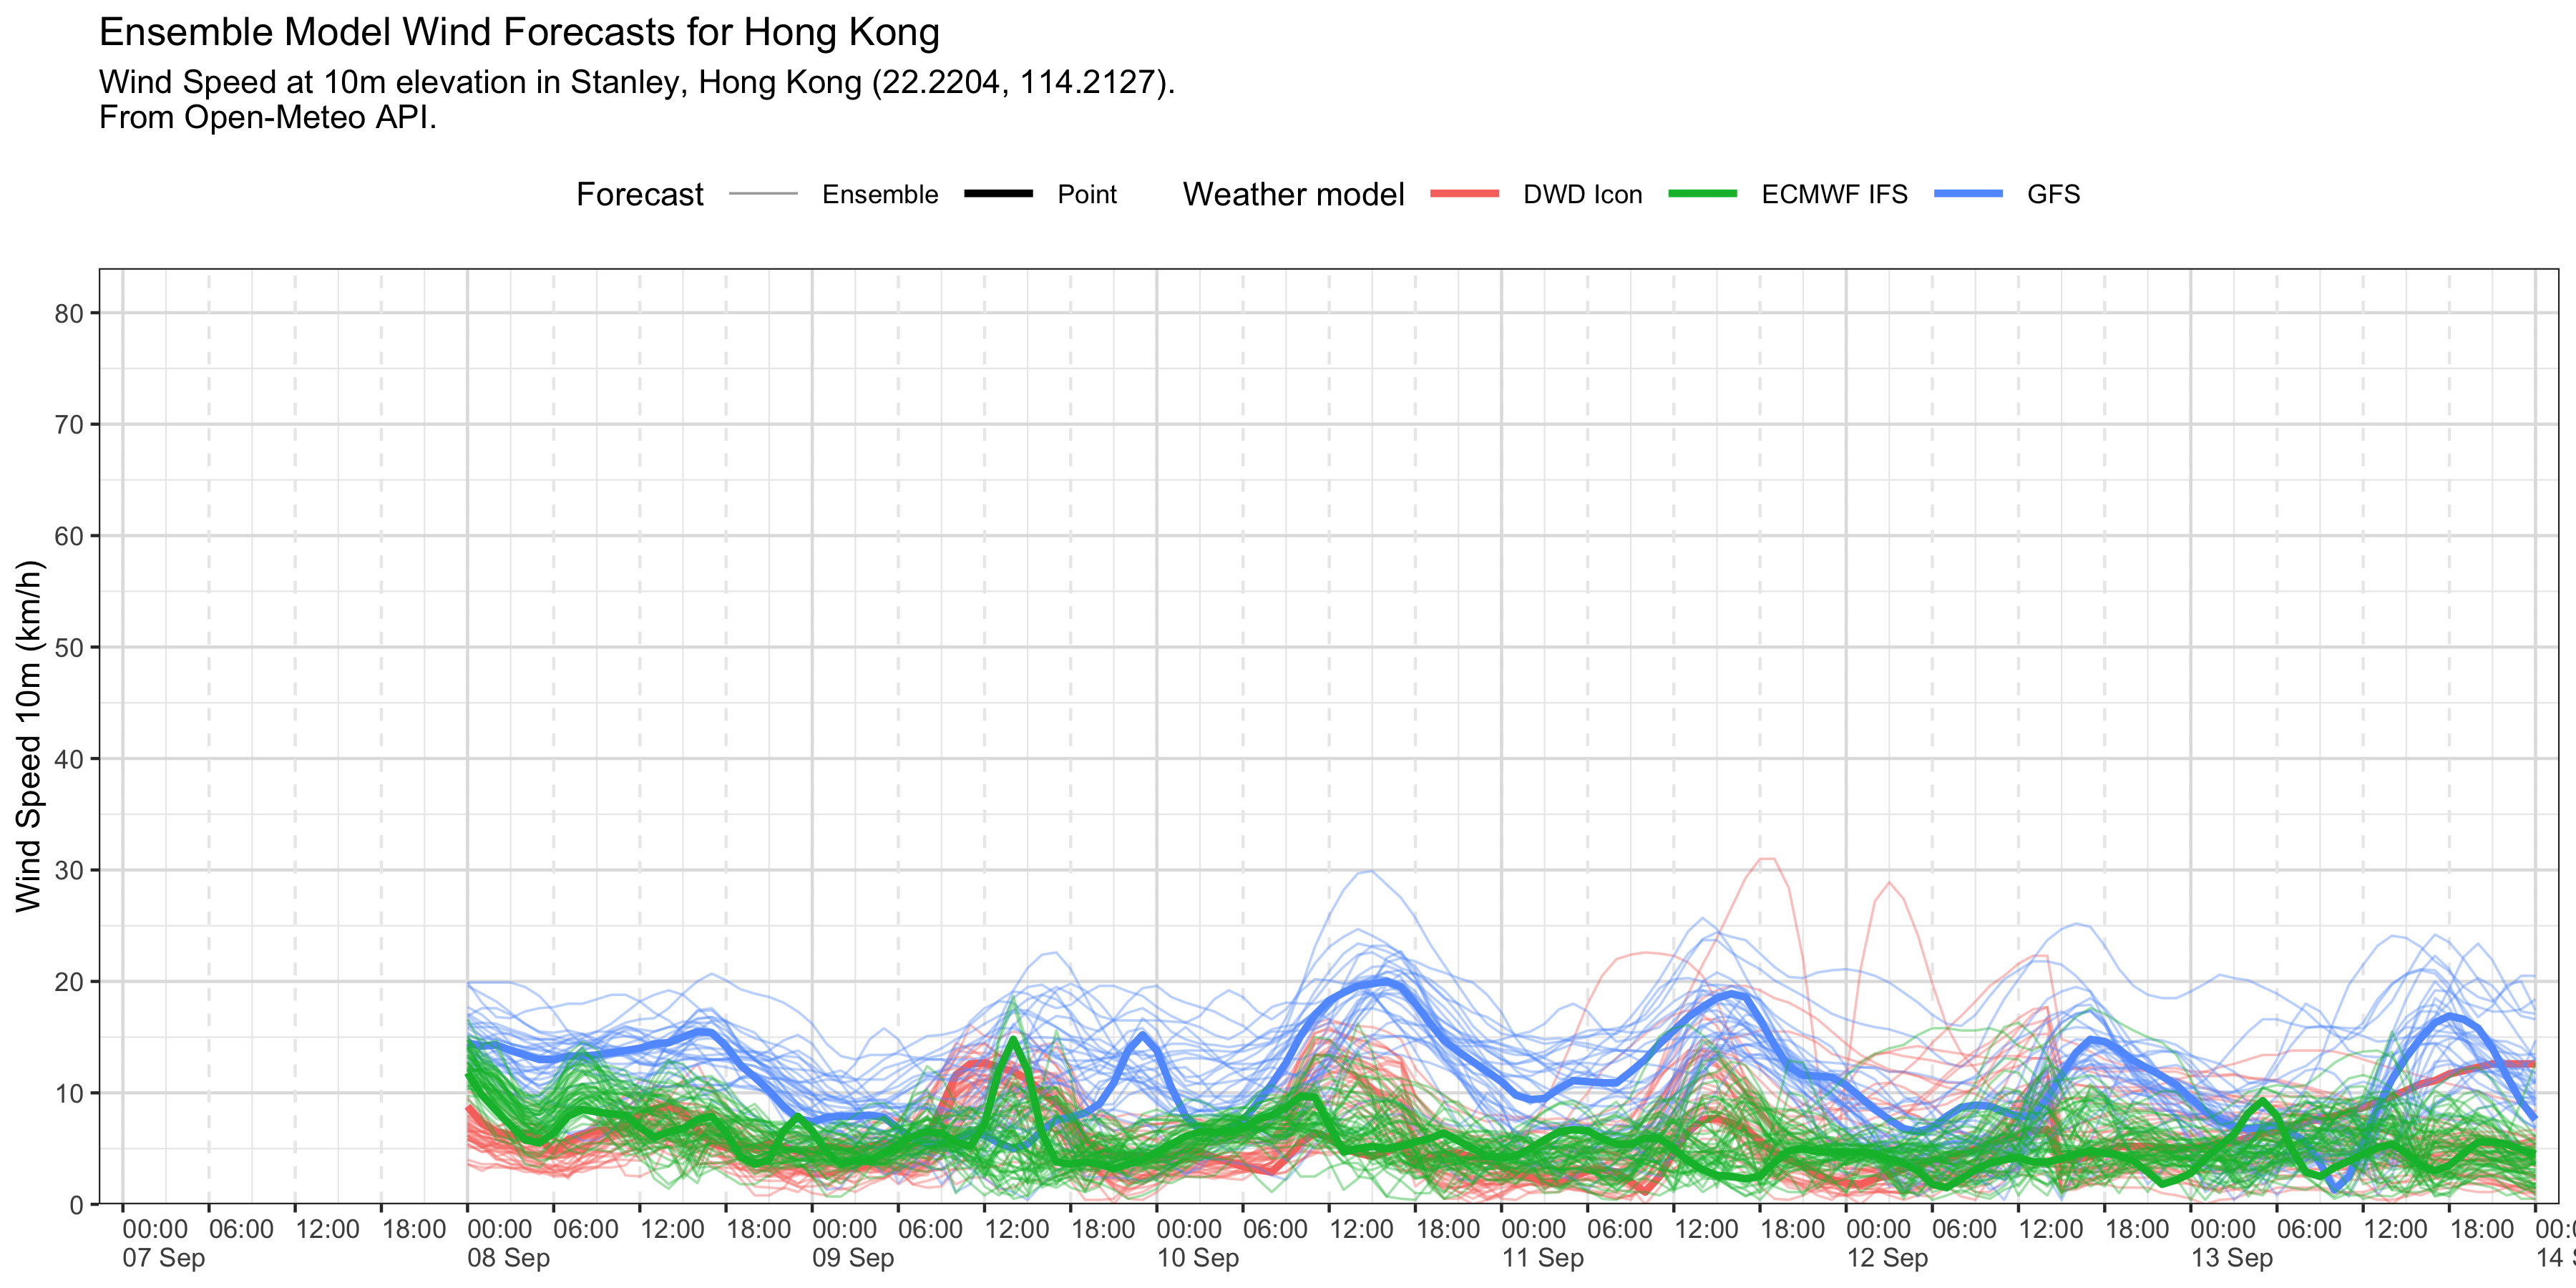 Ensemble Model Wind Forecasts for Hong Kong
Wind Speed at 10m elevation in Stanley, Hong Kong (22.2204, 114.2127).
From Open-Meteo API.
Forecast Ensemble Point Weather model DWD Icon ECMWF IFS GFS
Wind Speed 10m (km/h)
80
70
60
50
40
30
20
10
0
00:00 06:00 12:00 18:00 00:00 06:00 12:00 18:00 00:00 06:00 12:00 18:00 00:00 06:00 12:00 18:00 00:00 06:00 12:00 18:00 00:00 06:00 12:00 18:00 00:00 06:00 12:00 18:00 00:0
07 Sep 08 Sep 09 Sep 10 Sep 11 Sep 12 Sep 13 Sep 14 S